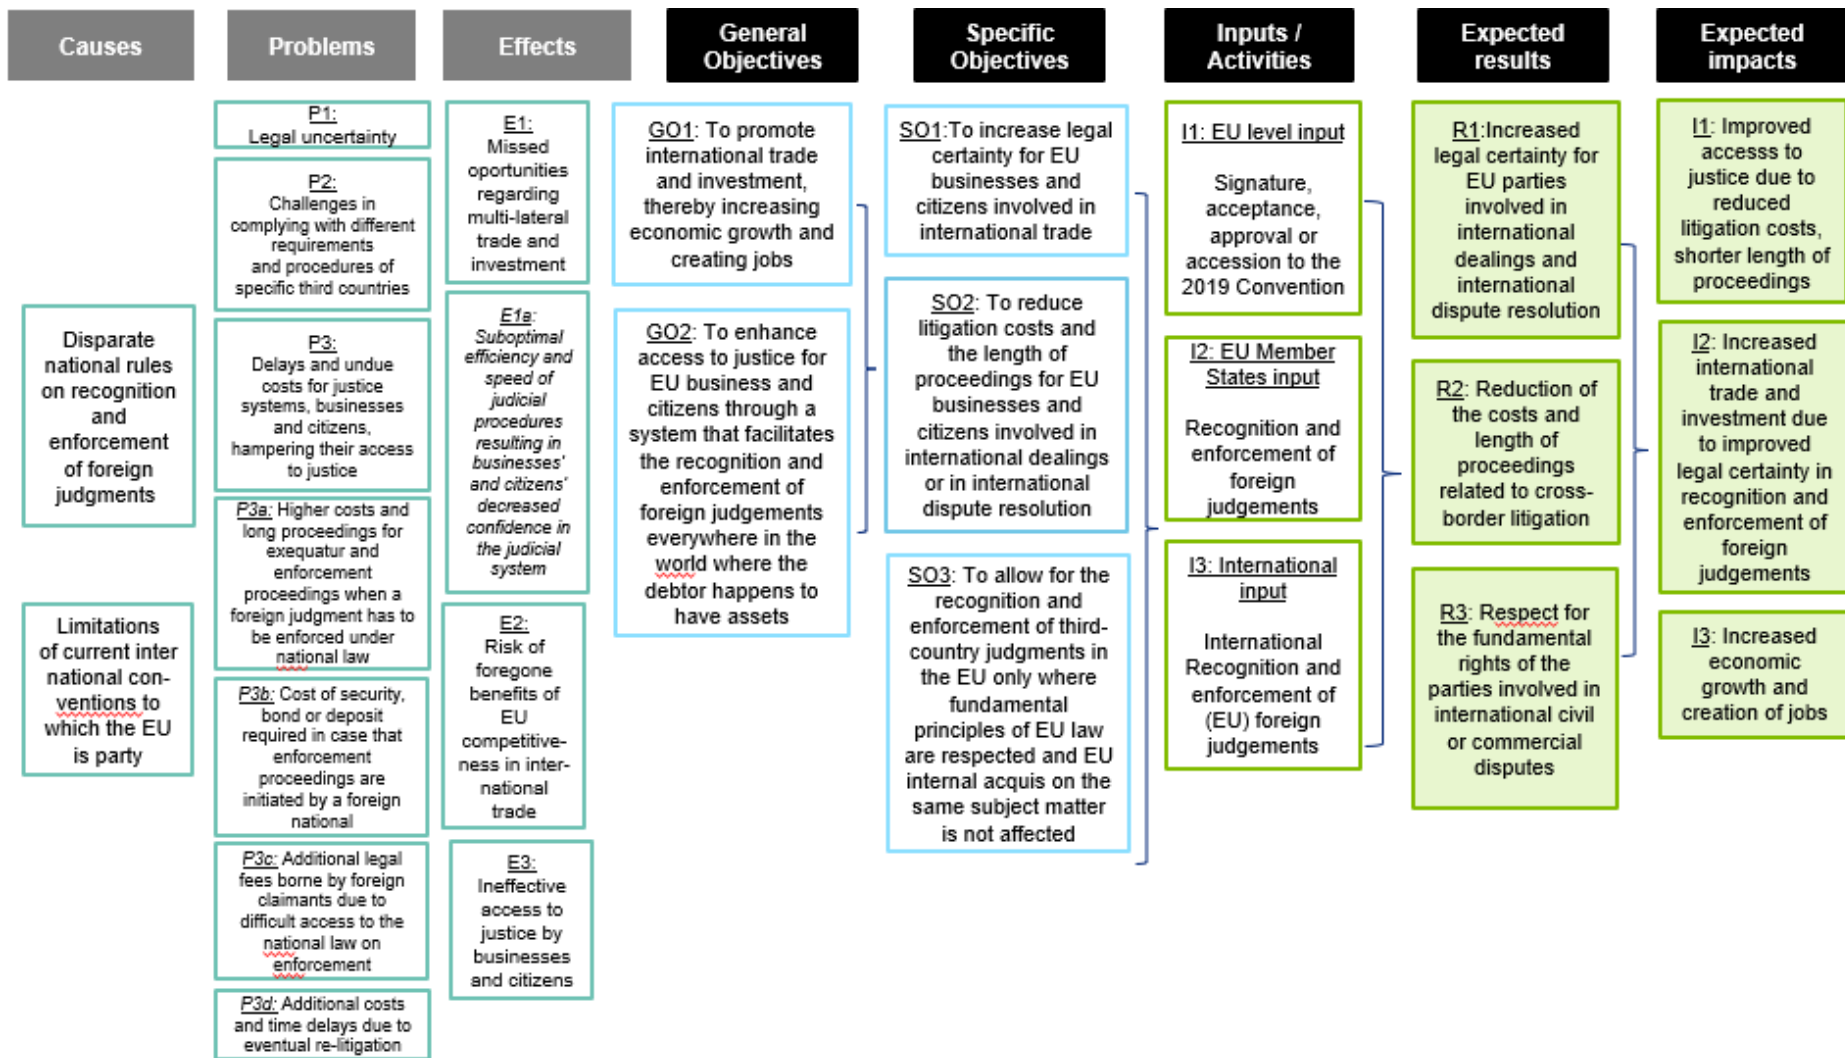 Causes
Problems
Effects
General
Objectives
Specific
Objectives
Inputs /
Activities
Expected
results
Expected
impacts
Disparate
national rules
on recognition
and
enforcement
of foreign
judgments
Limitations
of current inter
national con-
ventions to
which the EU
is party
P1:
Legal uncertainty
P2:
Challenges in
complying with different
requirements
and procedures of
specific third countries
P3:
Delays and undue
costs for justice
systems, businesses
and citizens,
hampering their access
to justice
P3a: Higher costs and
long proceedings for
exequatur and
enforcement
proceedings when a
foreign judgment has to
be enforced under
national law
P3b: Cost of security,
bond or deposit
required in case that
enforcement
proceedings are
initiated by a foreign
national
P3c: Additional legal
fees borne by foreign
claimants due to
difficult access to the
national law on
enforcement
P3d: Additional costs
and time delays due to
eventual re-litigation
E1:
Missed
oportunities
regarding
multi-lateral
trade and
investment
E1a:
Suboptimal
efficiency and
speed of
judicial
procedures
resulting in
businesses'
and citizens'
decreased
confidence in
the judicial
system
E2:
Risk of
foregone
benefits of
EU
competitive-
ness in inter-
national
trade
E3:
Ineffective
access to
justice by
businesses
and citizens
GO1: To promote
international trade
and investment,
thereby increasing
economic growth and
creating jobs
GO2: To enhance
access to justice for
EU business and
citizens through a
system that facilitates
the recognition and
enforcement of
foreign judgements
everywhere in the
world where the
debtor happens to
have assets
SO1:To increase legal
certainty for EU
businesses and
citizens involved in
international trade
SO2: To reduce
litigation costs and
the length of
proceedings for EU
businesses and
citizens involved in
international dealings
or in international
dispute resolution
SO3: To allow for the
recognition and
enforcement of third-
country judgments in
the EU only where
fundamental
principles of EU law
are respected and EU
internal acquis on the
same subject matter
is not affected
I1: EU level input
Signature,
acceptance,
approval or
accession to the
2019 Convention
I2: EU Member
States input
Recognition and
enforcement of
foreign
judgements
I3: International
input
International
Recognition and
enforcement of
(EU) foreign
judgements
R1:Increased
legal certainty for
EU parties
involved in
international
dealings and
international
dispute resolution
R2: Reduction of
the costs and
length of
proceedings
related to cross-
border litigation
R3: Respect for
the fundamental
rights of the
parties involved in
international civil
or commercial
disputes
I1: Improved
accesss to
justice due to
reduced
litigation costs,
shorter length of
proceedings
I2: Increased
international
trade and
investment due
to improved
legal certainty in
recognition and
enforcement of
foreign
judgements
I3: Increased
economic
growth and
creation of jobs